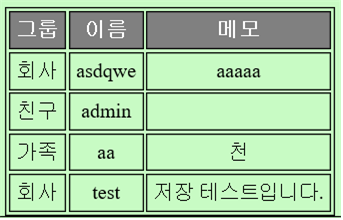 그룹 이름 메모
회사 asdqwe aaaaa
친구 admin
가족 aa 천
회사 test 저장 테스트입니다.